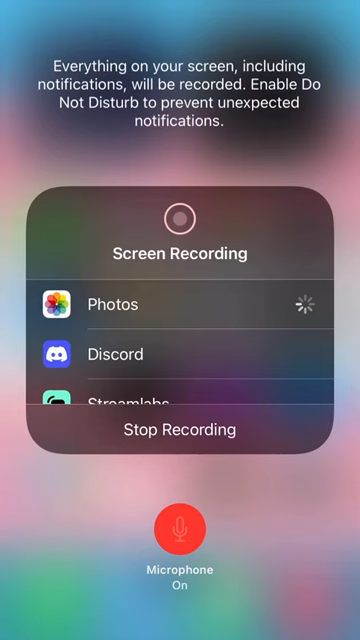 Everything on your screen, including
notifications, will be recorded. Enable Do
Not Disturb to prevent unexpected
notifications.
Screen Recording
Photos
Discord
Streamlabs
Stop Recording
Microphone
On